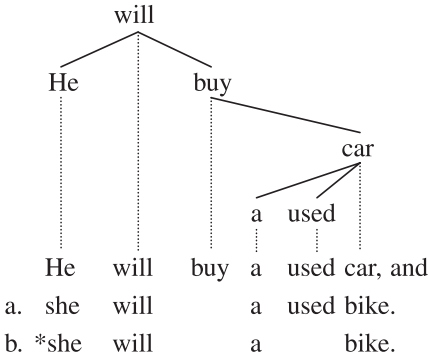 will
He buy
car
a used
He will buy a used car, and
a. she will a used bike.
b. *she will a bike.